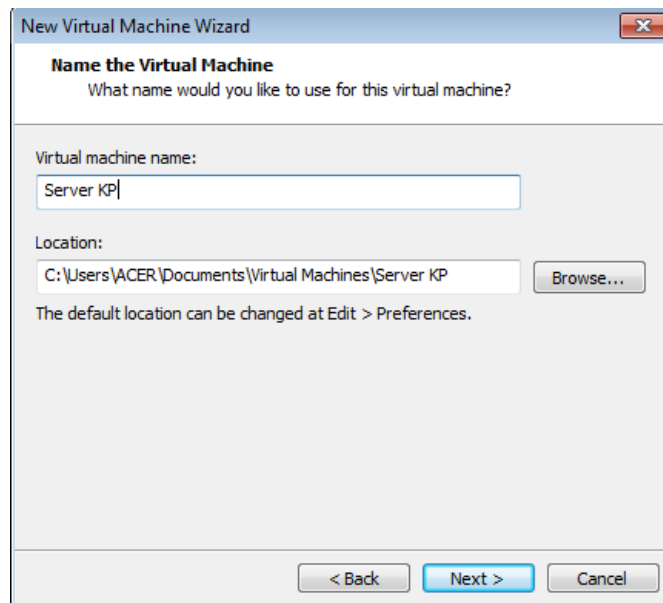 New Virtual Machine Wizard
Name the Virtual Machine
What name would you like to use for this virtual machine?
Virtual machine name:
Server KP
Location:
C:\Users\ACER\Documents\Virtual Machines\Server KP
Browse...
The default location can be changed at Edit > Preferences.
< Back Next > Cancel